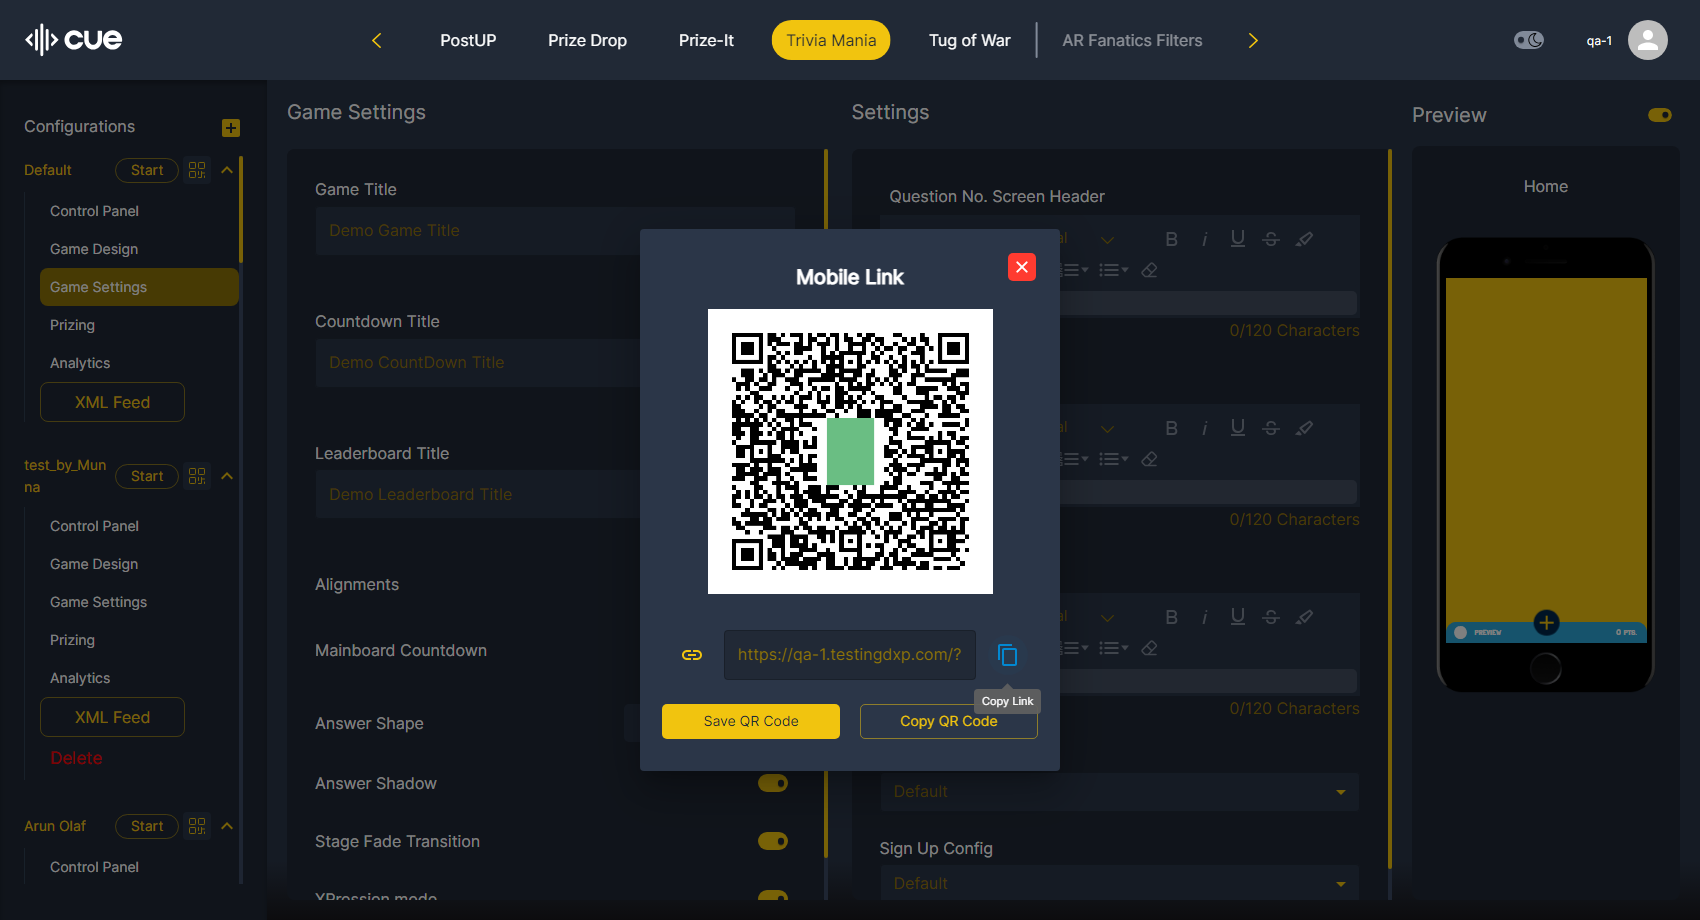 cue
PostUP
Prize Drop
Prize-It
Trivia Mania
Tug of War
AR Fanatics Filters
qa-1
Configurations
Default
Start
Control Panel
Game Design
Game Settings
Prizing
Analytics
XML Feed
test_by_Mun
na
Start
Control Panel
Game Design
Game Settings
Prizing
Analytics
XML Feed
Delete
Arun Olaf
Start
Control Panel
Game Settings
Game Title
Demo Game Title
Countdown Title
Demo CountDown Title
Leaderboard Title
Demo Leaderboard Title
Alignments
Mainboard Countdown
Answer Shape
Answer Shadow
Stage Fade Transition
XPression mode
Mobile Link
https://qa-1.testingdxp.com/?
Copy Link
Save QR Code
Copy QR Code
Settings
Question No. Screen Header
al
0/120 Characters
al
0/120 Characters
al
0/120 Characters
Default
Sign Up Config
Default
Preview
Home
PREVIEW
0 PTS.